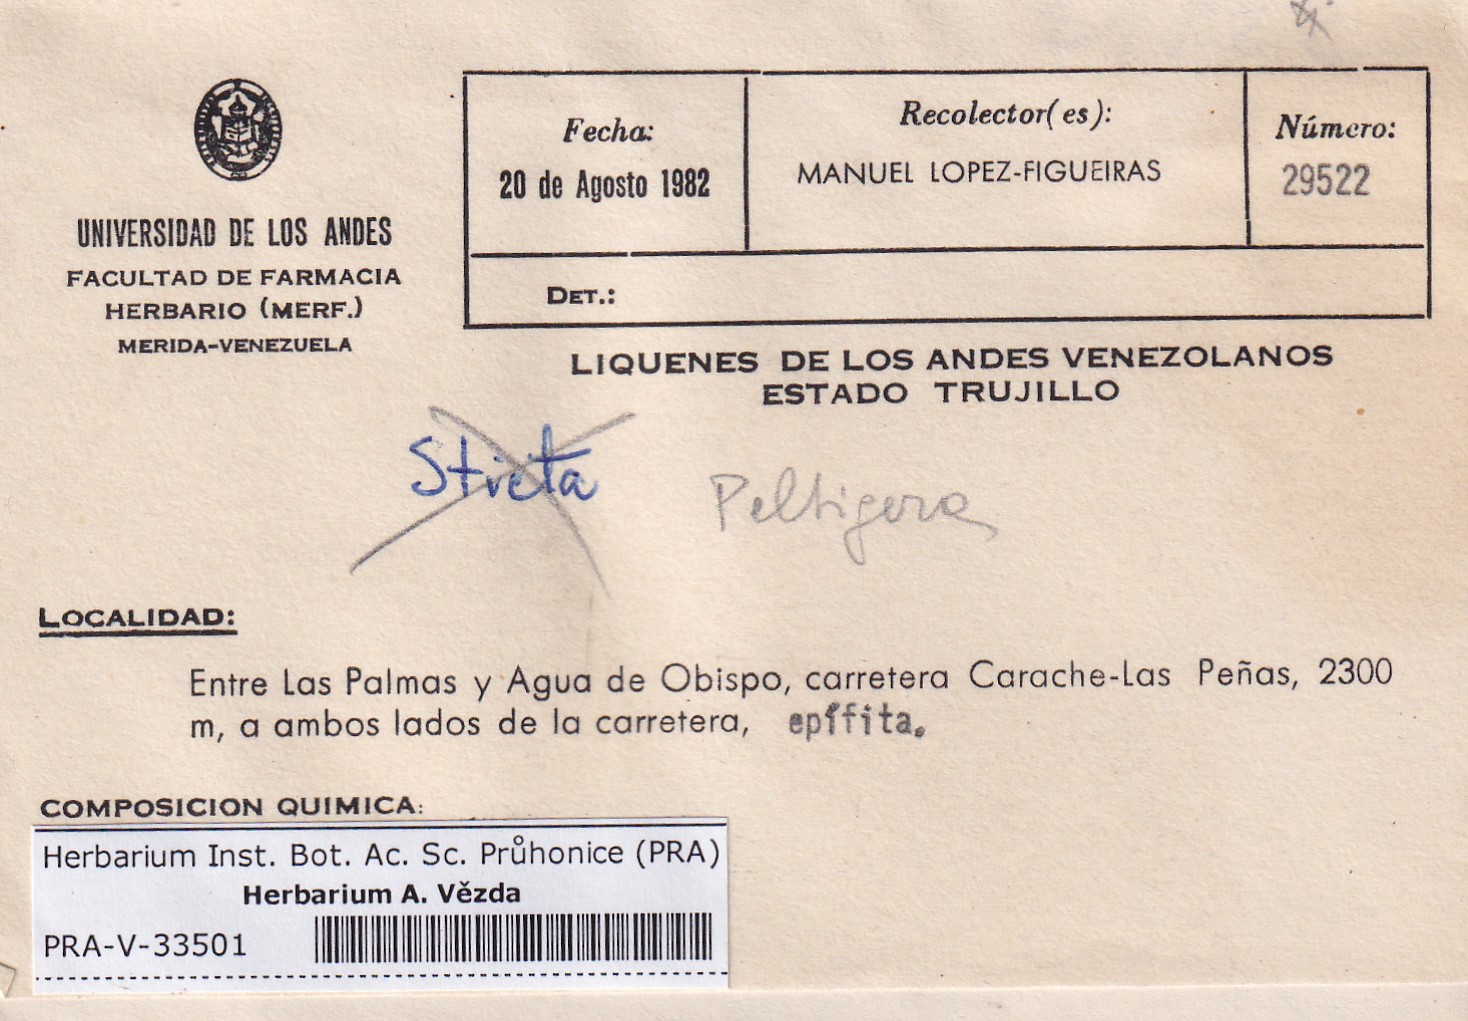 Fecha:
20 de Agosto 1982
Recolector(es):
MANUEL LOPEZ-FIGUEIRAS
Número:
29522
DET.:
UNIVERSIDAD DE LOS ANDES
FACULTAD DE FARMACIA
HERBARIO (MERF.)
MERIDA-VENEZUELA
LIQUENES DE LOS ANDES VENEZOLANOS
ESTADO TRUJILLO
Sticta Peltigera
LOCALIDAD:
Entre Las Palmas y Agua de Obispo, carretera Carache-Las Peñas, 2300
m, a ambos lados de la carretera, epífita.
COMPOSICION QUIMICA:
Herbarium Inst. Bot. Ac. Sc. Průhonice (PRA)
Herbarium A. Vězda
PRA-V-33501